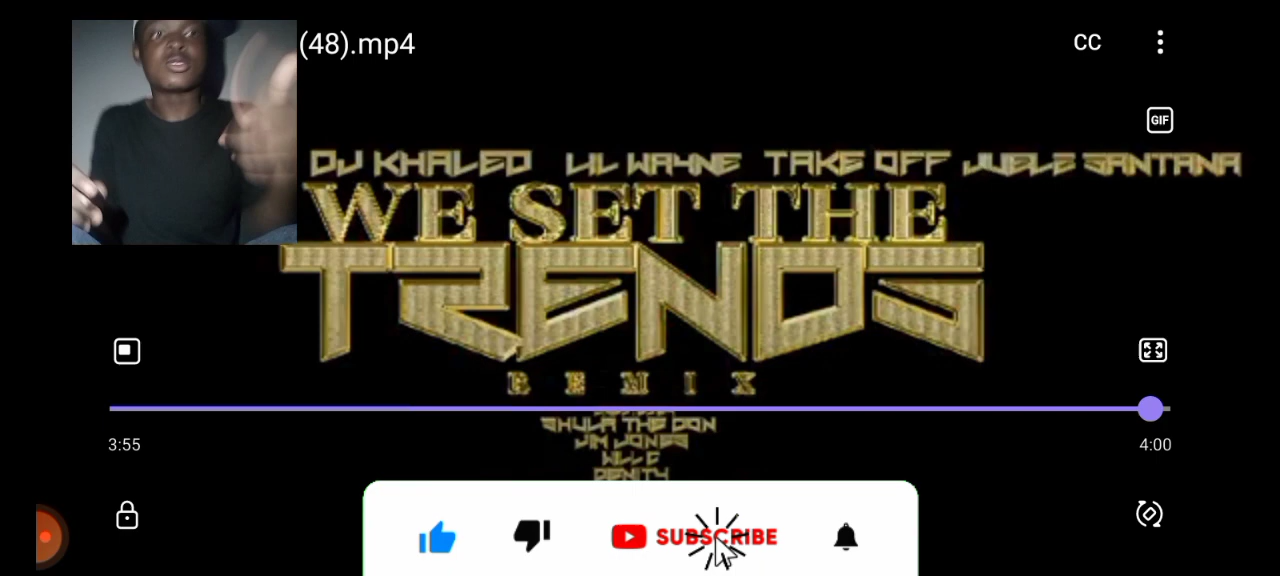 (48).mp4
CC
GIF
DJ KHALED LIL WAYNE TAKE OFF JUELZ SANTANA
WE SET THE
TRENDS
REMIX
SHULA THE DON
JIM JONES
3:55
4:00
DIENITY
SUBSCRIBE